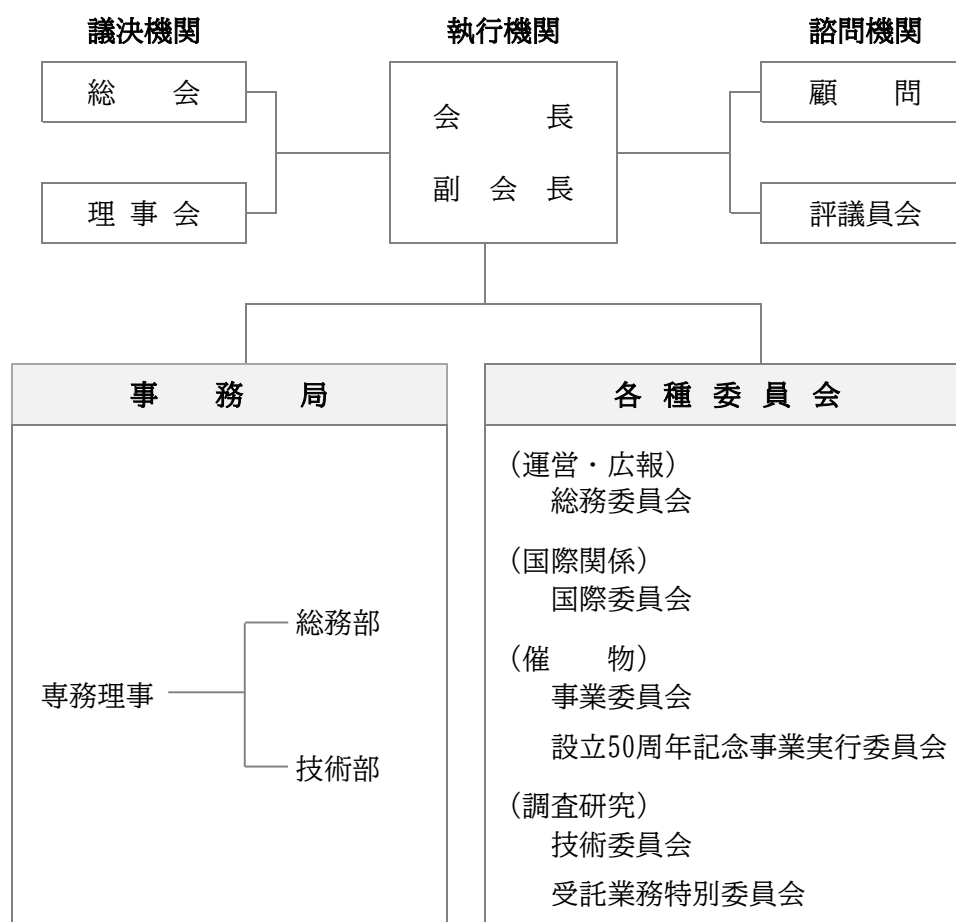 議決機関
執行機関
諮問機関
総　会
会　長
顧　問
副会長
理事会
評議員会
事務局
各種委員会
専務理事
総務部
技術部
(運営・広報)
総務委員会
(国際関係)
国際委員会
(催　物)
事業委員会
設立50周年記念事業実行委員会
(調査研究)
技術委員会
受託業務特別委員会